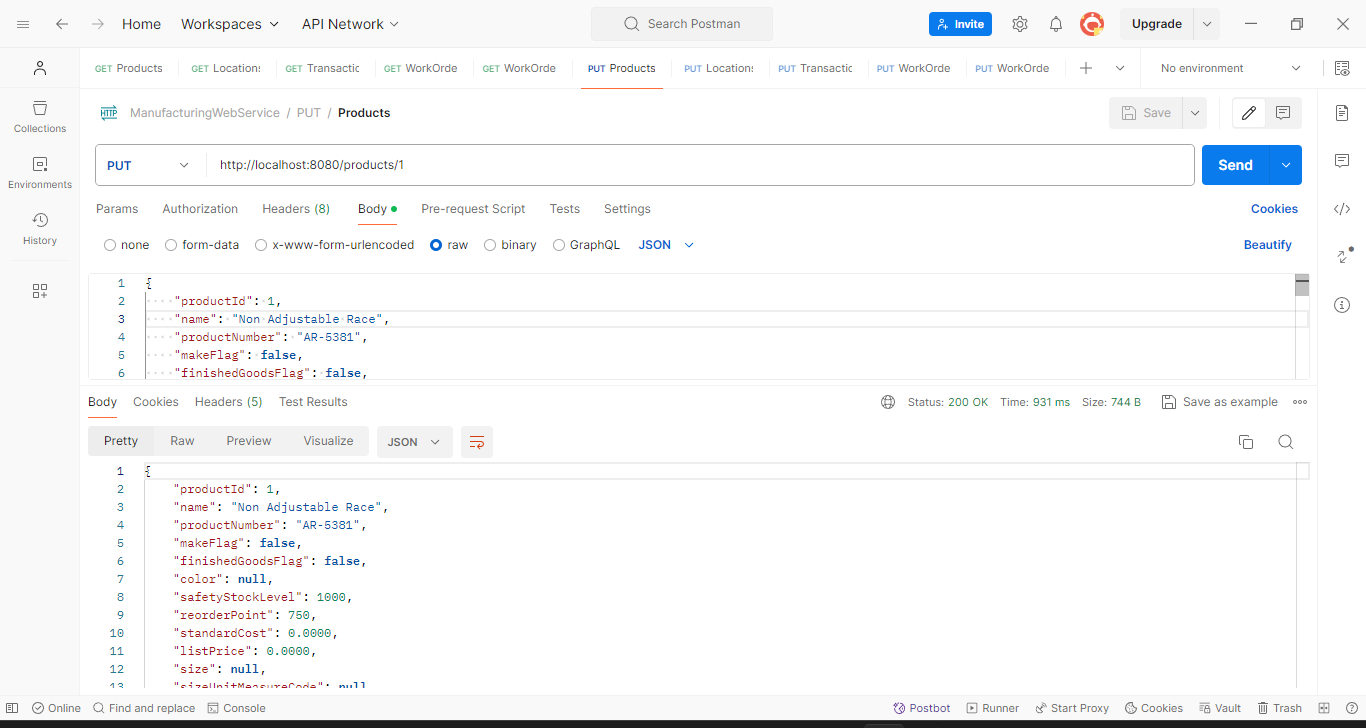 Home Workspaces API Network Search Postman Invite Upgrade
GET Products GET Locations GET Transactic GET WorkOrde GET WorkOrde PUT Products PUT Locations PUT Transactic PUT WorkOrde PUT WorkOrde No environment
HTTP ManufacturingWebService / PUT / Products Save
Collections
Environments
History
PUT http://localhost:8080/products/1 Send
Params Authorization Headers (8) Body Pre-request Script Tests Settings Cookies
none form-data x-www-form-urlencoded raw binary GraphQL JSON Beautify
1 {
2 "productId": 1,
3 "name": "Non Adjustable Race",
4 "productNumber": "AR-5381",
5 "makeFlag": false,
6 "finishedGoodsFlag": false,
Body Cookies Headers (5) Test Results Status: 200 OK Time: 931 ms Size: 744 B Save as example
Pretty Raw Preview Visualize JSON
1 {
2 "productId": 1,
3 "name": "Non Adjustable Race",
4 "productNumber": "AR-5381",
5 "makeFlag": false,
6 "finishedGoodsFlag": false,
7 "color": null,
8 "safetyStockLevel": 1000,
9 "reorderPoint": 750,
10 "standardCost": 0.0000,
11 "listPrice": 0.0000,
12 "size": null,
13 "sizeUnitMeasureCode": null
Online Find and replace Console Postbot Runner Start Proxy Cookies Vault Trash